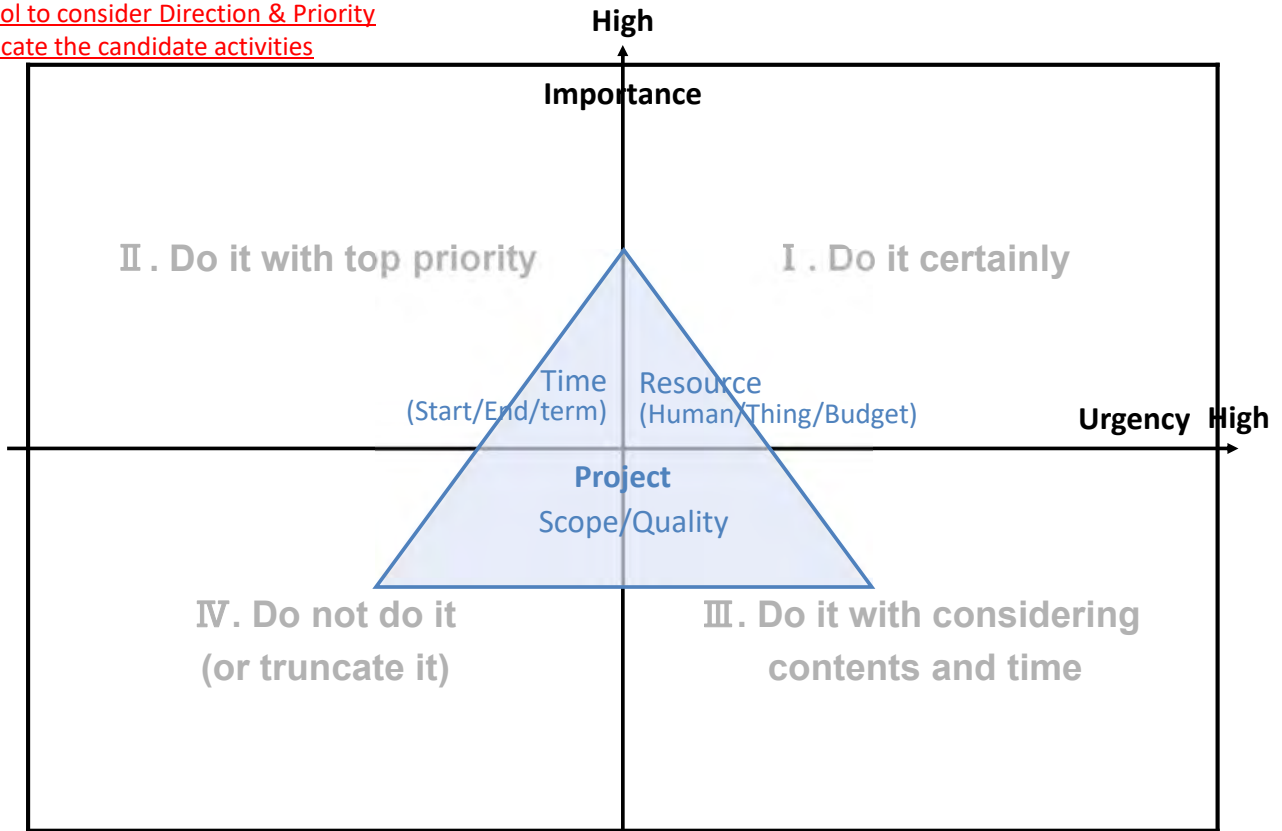 ol to consider Direction & Priority
cate the candidate activities
High
Importance
Ⅱ. Do it with top priority
Ⅰ. Do it certainly
Time
(Start/End/term)
Resource
(Human/Thing/Budget)
Urgency High
Project
Scope/Quality
Ⅳ. Do not do it
(or truncate it)
Ⅲ. Do it with considering
contents and time